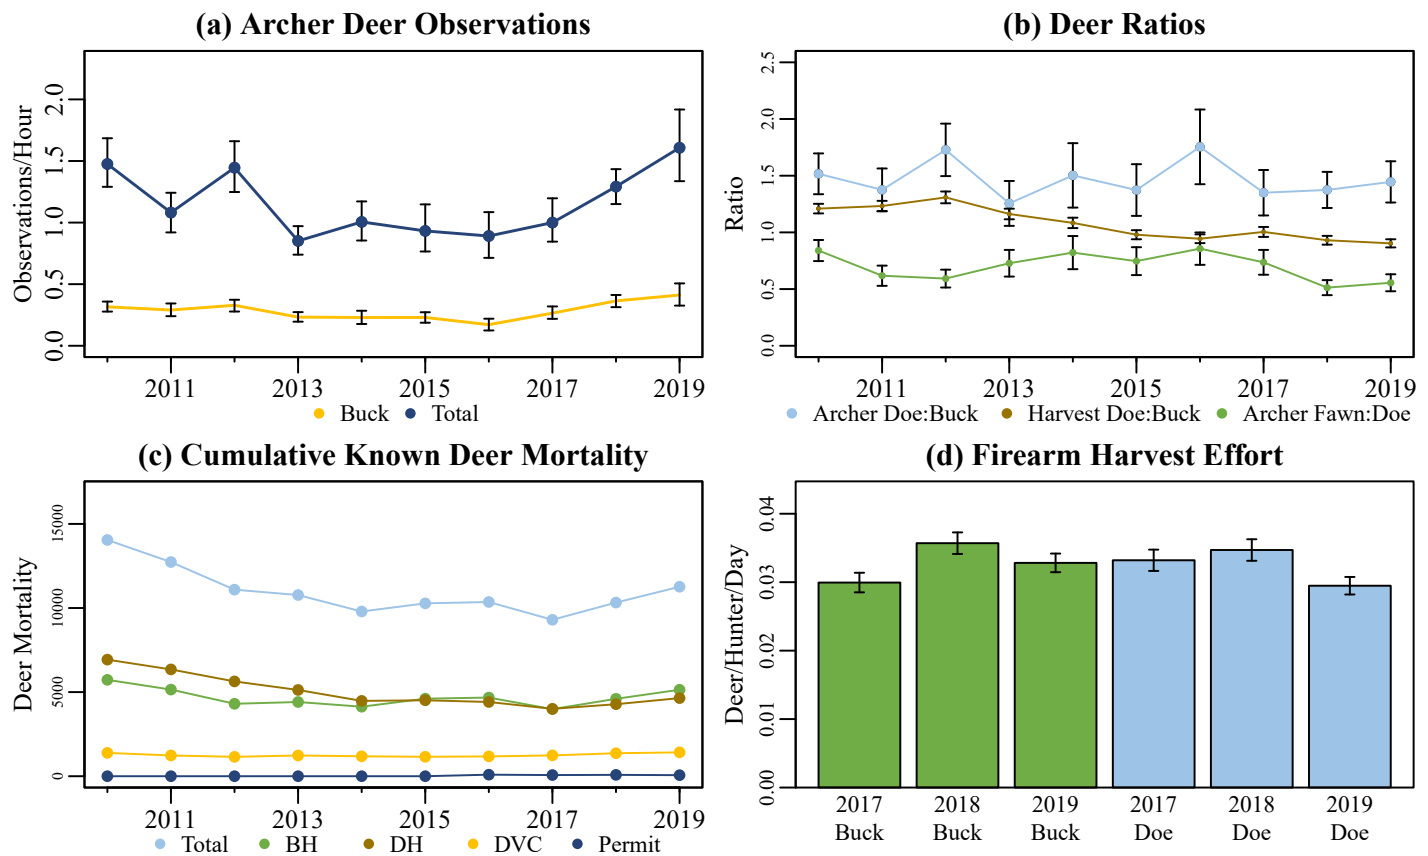 (a) Archer Deer Observations
Observations/Hour
2.0
1.5
1.0
0.5
0.0
2011 2013 2015 2017 2019
Buck Total
(b) Deer Ratios
Ratio
2.5
2.0
1.5
1.0
0.5
0.0
2011 2013 2015 2017 2019
Archer Doe:Buck Harvest Doe:Buck Archer Fawn:Doe
(c) Cumulative Known Deer Mortality
Deer Mortality
15000
10000
5000
0
2011 2013 2015 2017 2019
Total BH DH DVC Permit
(d) Firearm Harvest Effort
Deer/Hunter/Day
0.04
0.03
0.02
0.01
0.00
2017 2018 2019 2017 2018 2019
Buck Buck Buck Doe Doe Doe